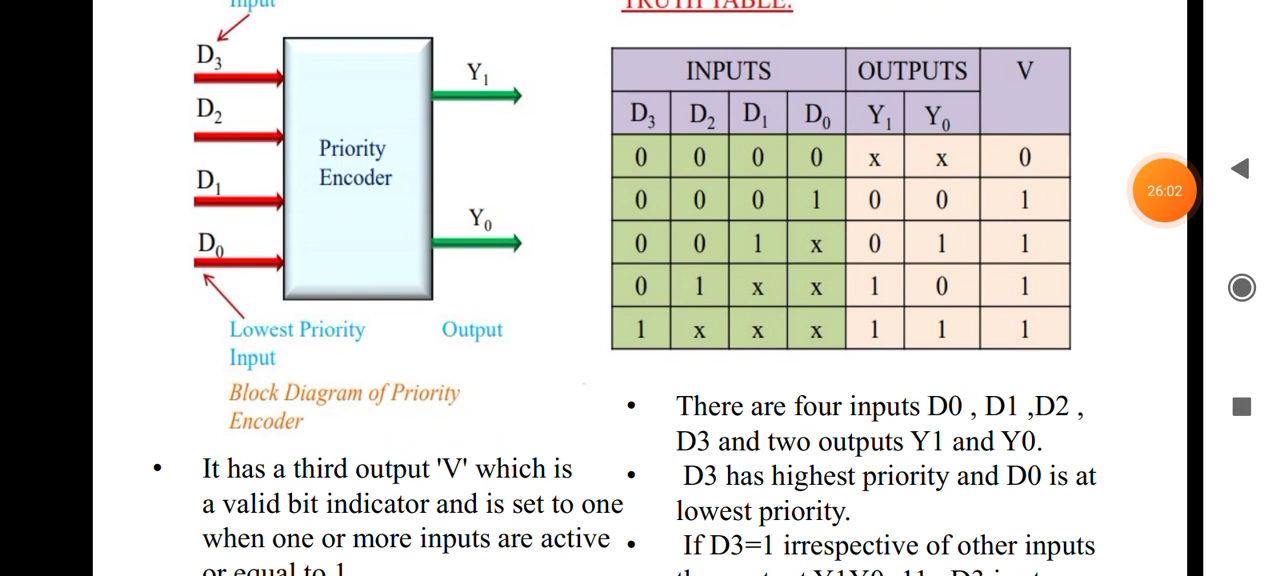 Input
TRUTH TABLE:
D3
D2
D1
D0
Priority
Encoder
Y1
Y0
Lowest Priority
Input
Output
Block Diagram of Priority
Encoder
INPUTS OUTPUTS V
D3 D2 D1 D0 Y1 Y0
0 0 0 0 x x 0
0 0 0 1 0 0 1
0 0 1 x 0 1 1
0 1 x x 1 0 1
1 x x x 1 1 1
26:02
• It has a third output 'V' which is
a valid bit indicator and is set to one
when one or more inputs are active
or equal to 1
• There are four inputs D0 , D1 ,D2 ,
D3 and two outputs Y1 and Y0.
• D3 has highest priority and D0 is at
lowest priority.
• If D3=1 irrespective of other inputs